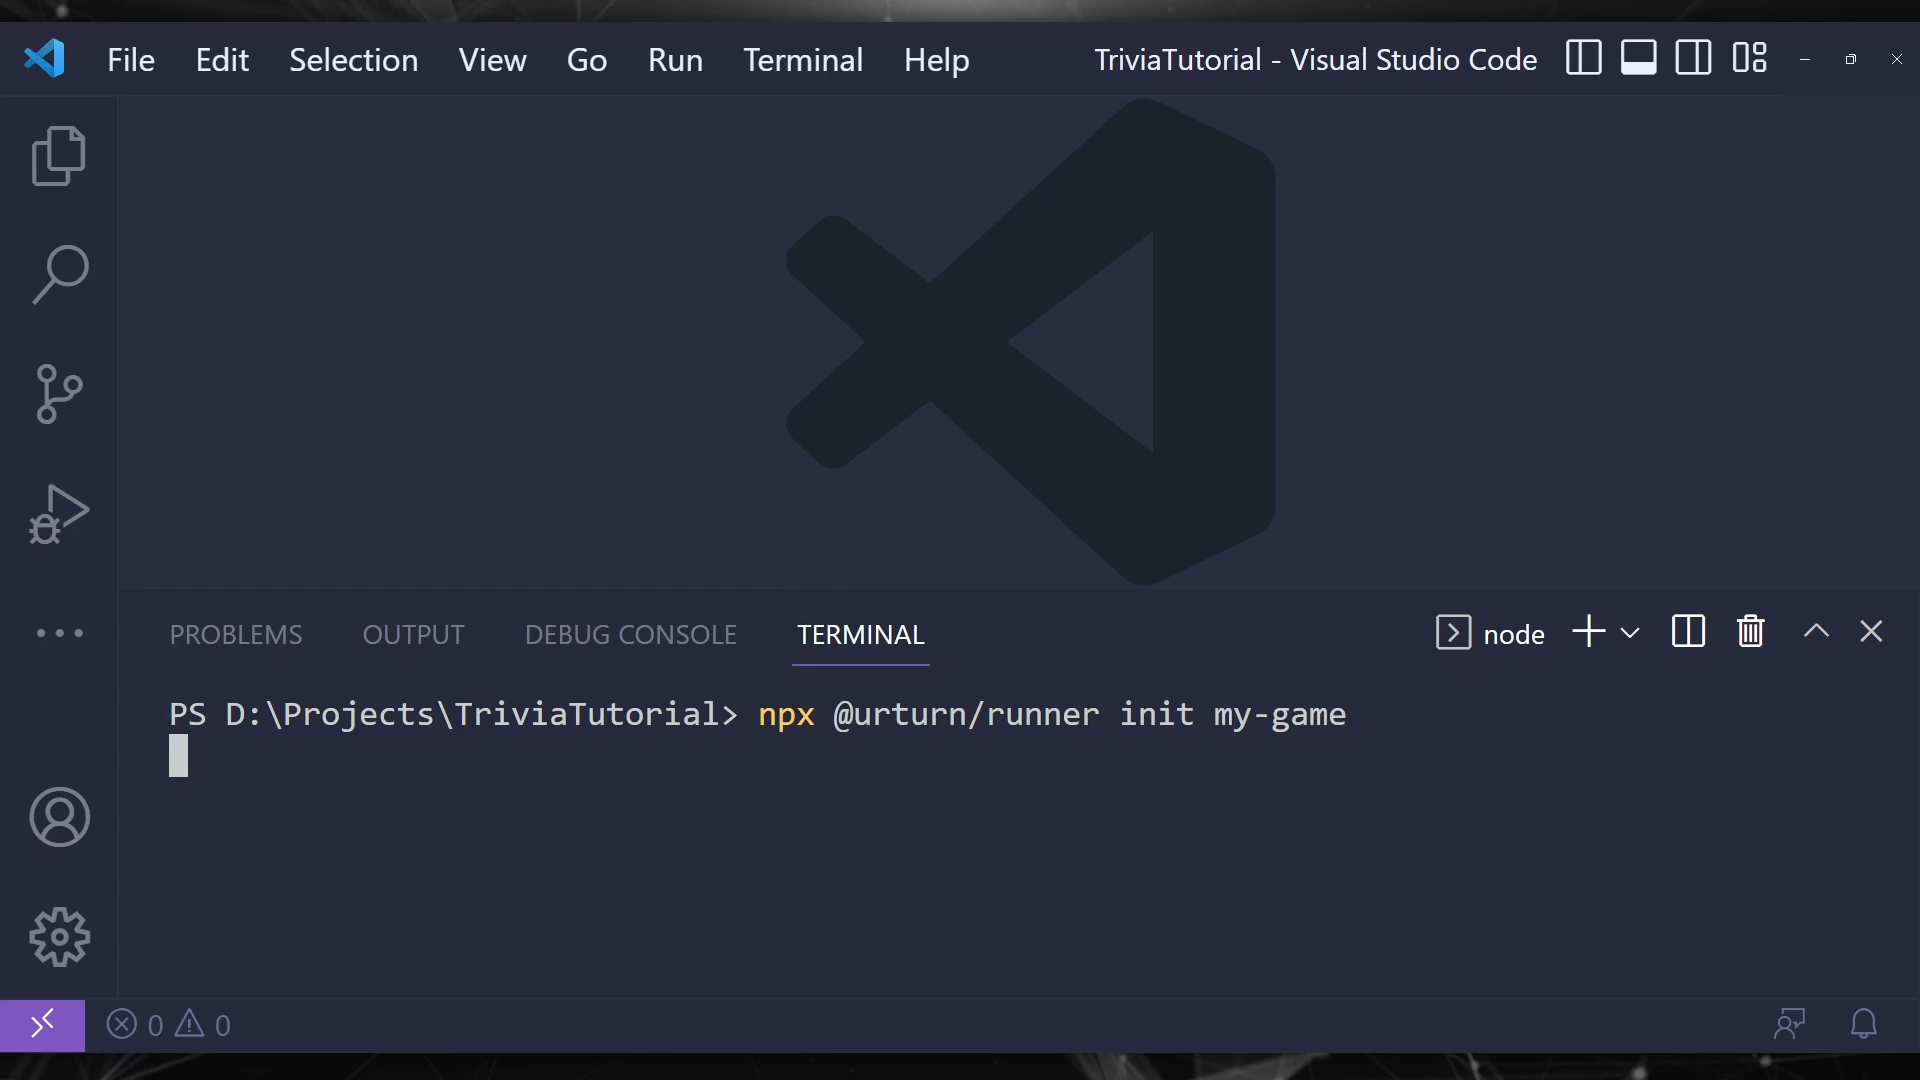 File Edit Selection View Go Run Terminal Help TriviaTutorial - Visual Studio Code
PROBLEMS OUTPUT DEBUG CONSOLE TERMINAL node
PS D:\Projects\TriviaTutorial> npx @urturn/runner init my-game
0 0